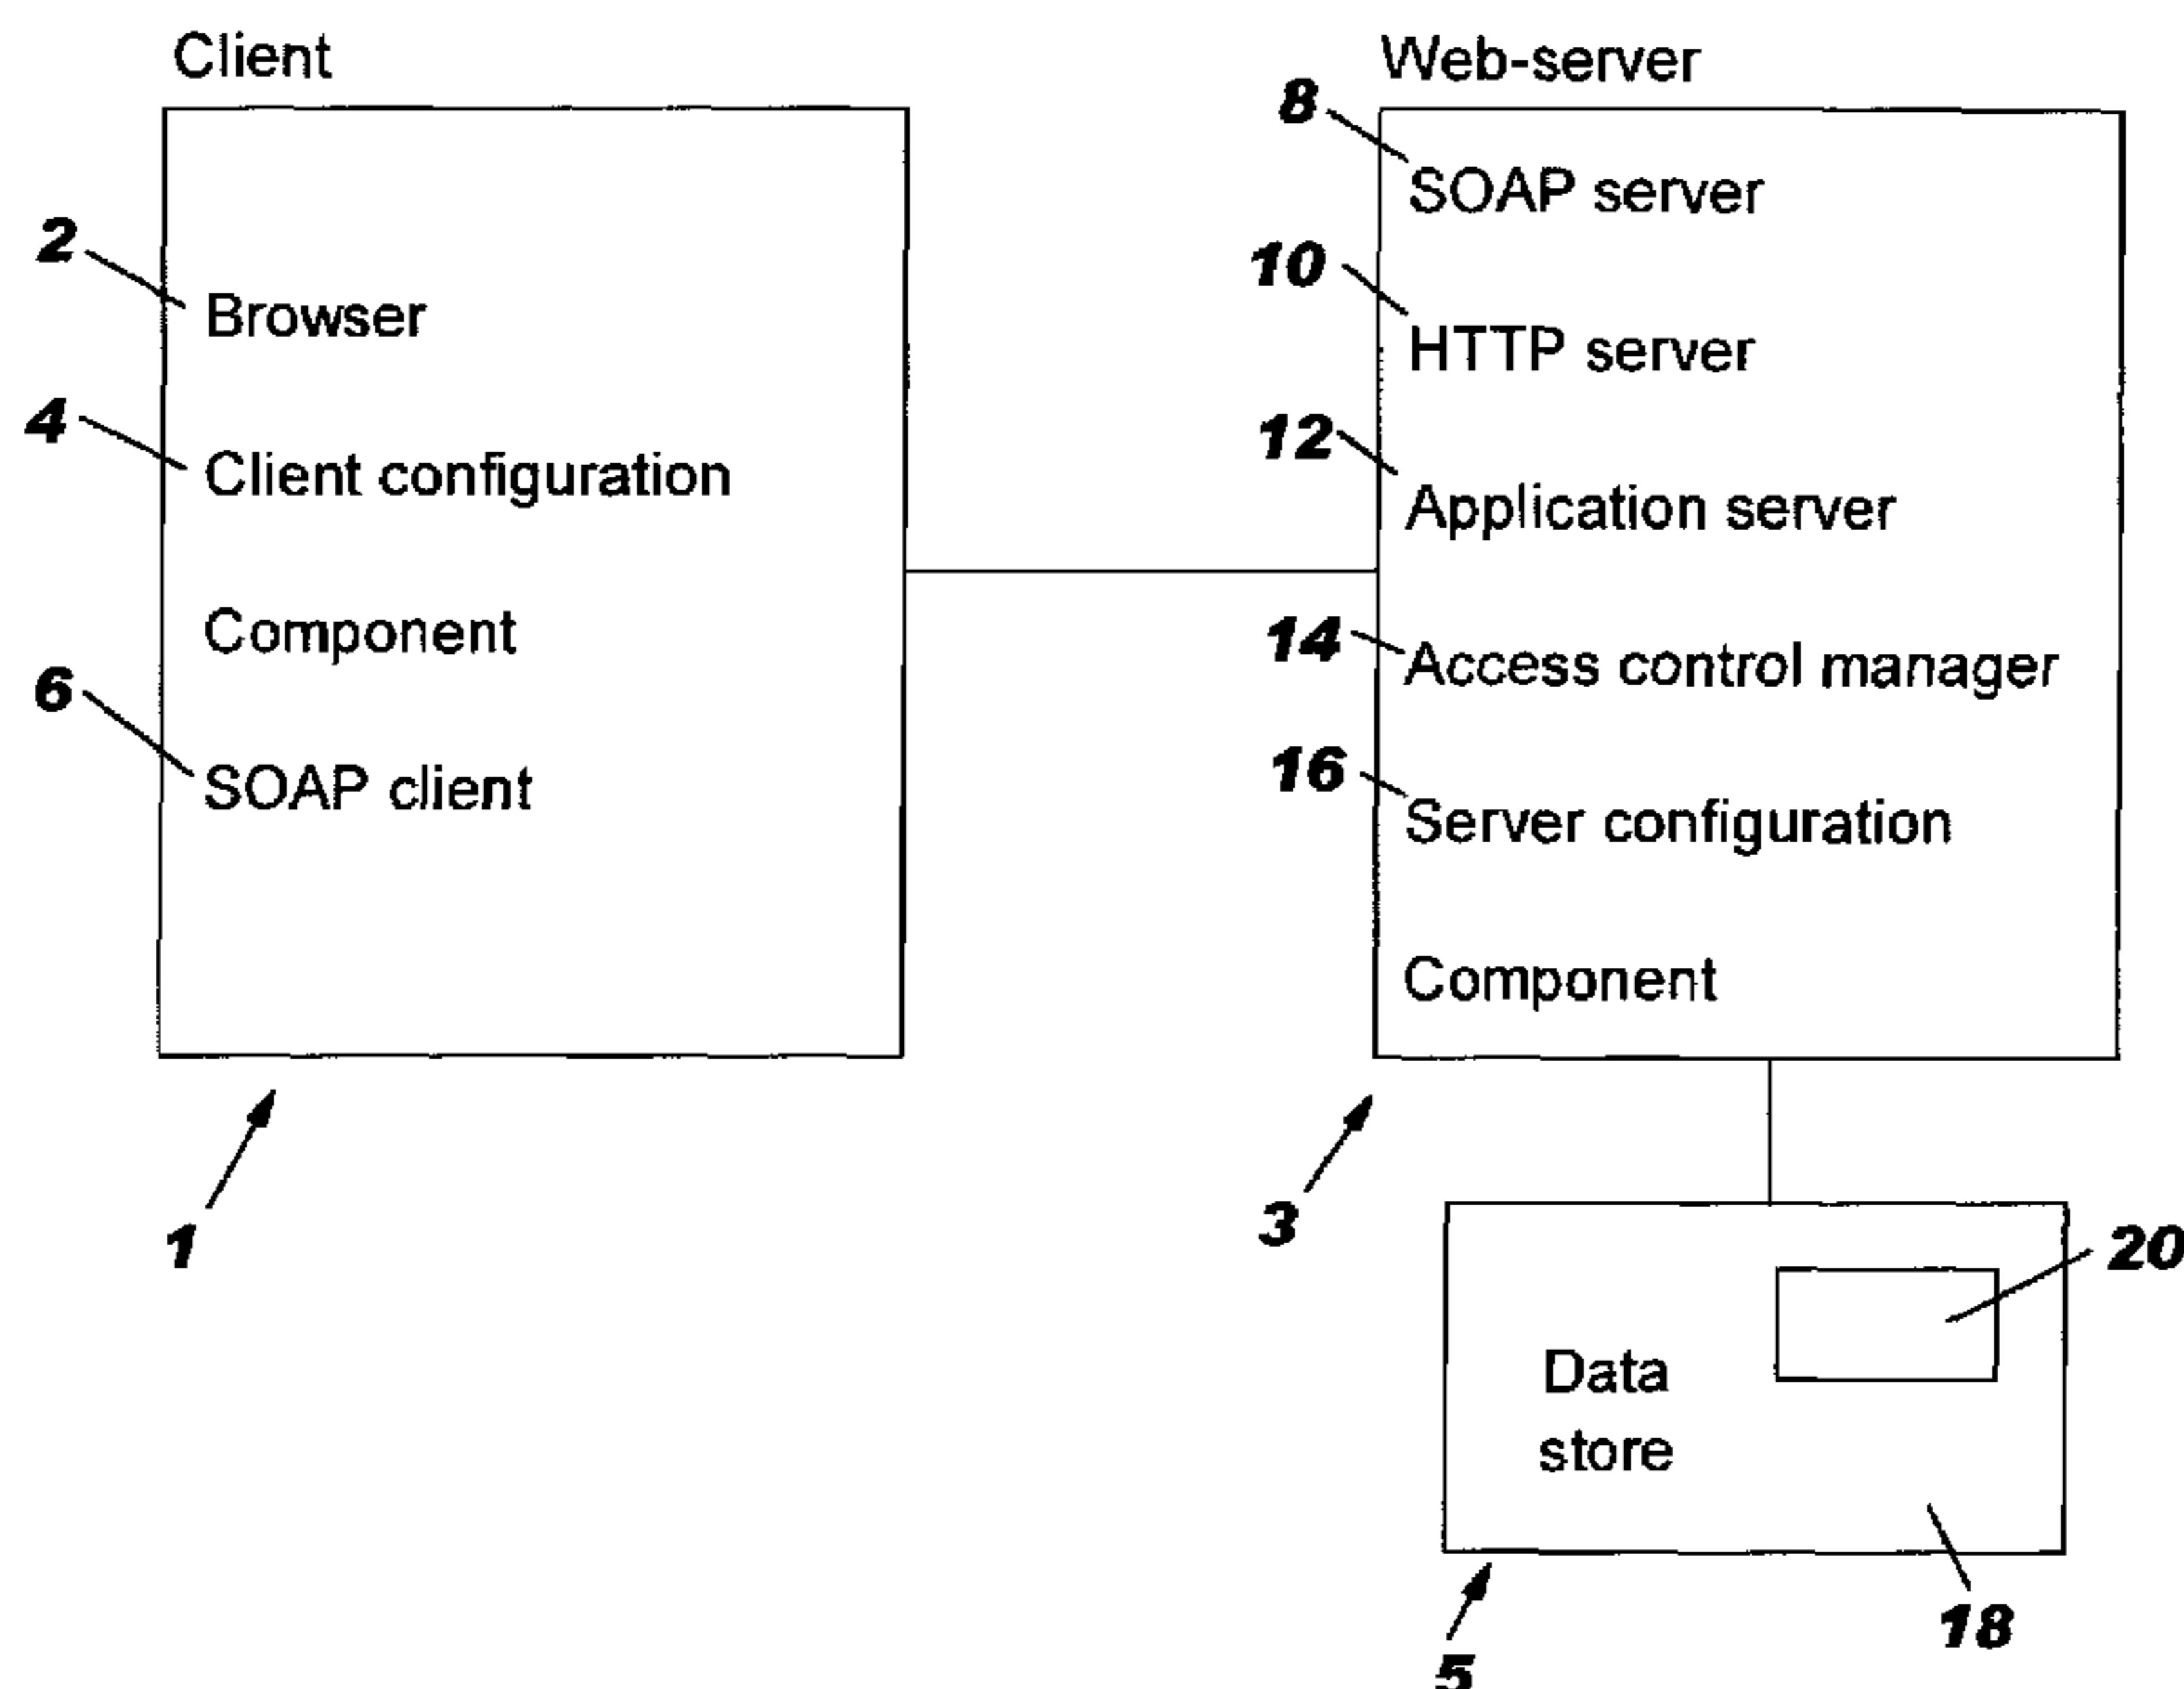 Client
2
Browser
4
Client configuration
Component
6
SOAP client
1
Web-server
8
SOAP server
10
HTTP server
12
Application server
14
Access control manager
16
Server configuration
Component
3
20
Data
store
18
5